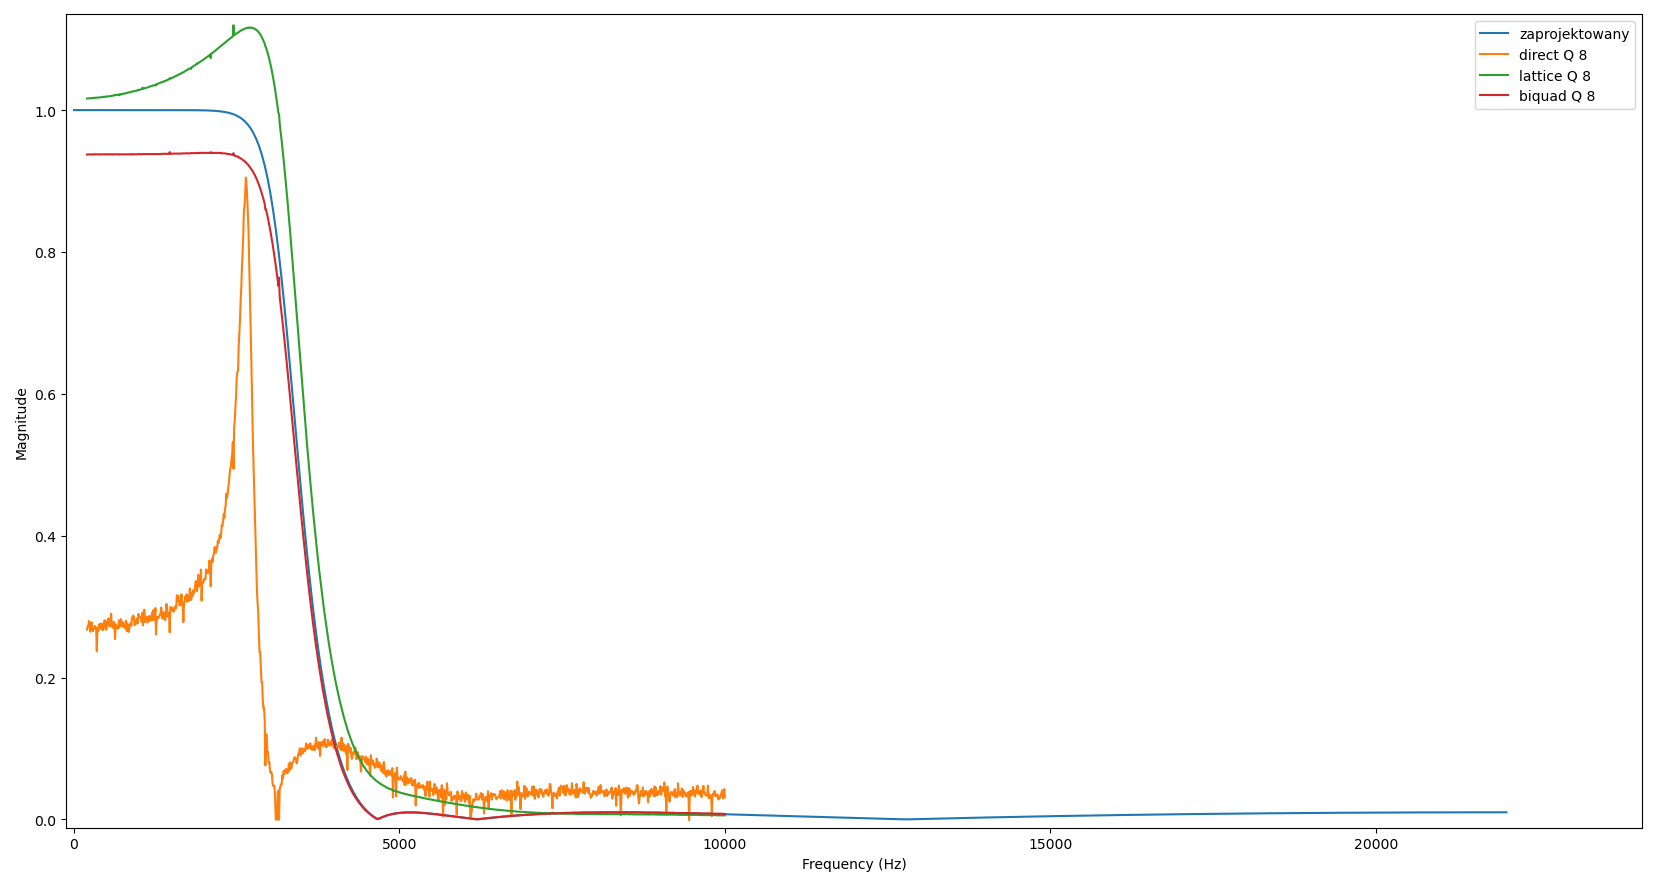 zaprojektowany
direct Q 8
lattice Q 8
biquad Q 8
1.0
0.8
0.6
0.4
0.2
0.0
Magnitude
0
5000
10000
15000
20000
Frequency (Hz)